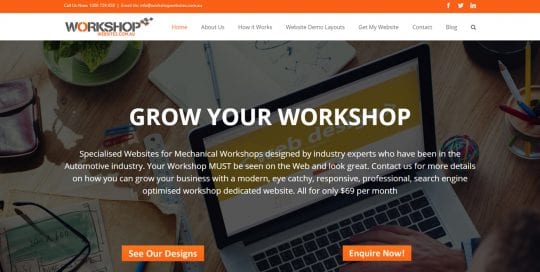 Call Us Now: 1300 724 838 | Email Us: info@workshopwebsites.com.au
WORKSHOP
WEBSITES.COM.AU
Home About Us How it Works Website Demo Layouts Get My Website Contact Blog
GROW YOUR WORKSHOP
Specialised Websites for Mechanical Workshops designed by industry experts who have been in the
Automotive industry. Your Workshop MUST be seen on the Web and look great. Contact us for more details
on how you can grow your business with a modern, eye catchy, responsive, professional, search engine
optimised workshop dedicated website. All for only $69 per month
See Our Designs
Enquire Now!